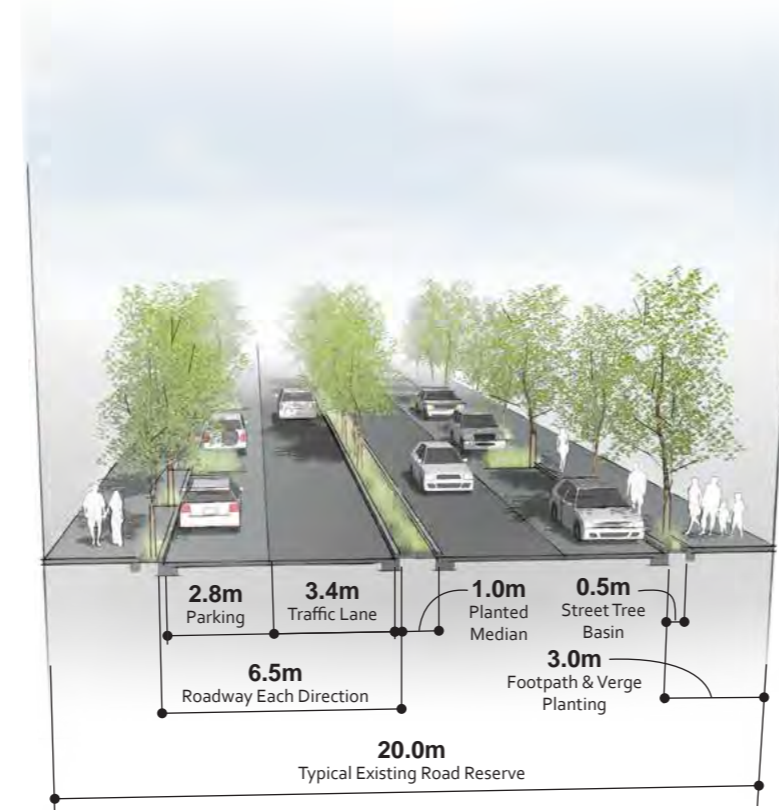 2.8m
Parking
3.4m
Traffic Lane
1.0m
Planted
Median
0.5m
Street Tree
Basin
6.5m
Roadway Each Direction
3.0m
Footpath & Verge
Planting
20.0m
Typical Existing Road Reserve